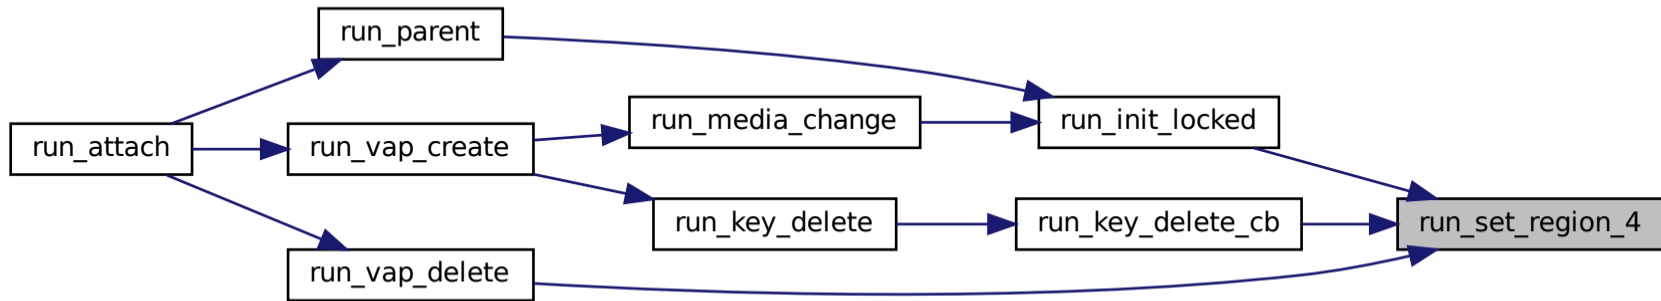 run_parent
run_media_change
run_init_locked
run_attach
run_vap_create
run_key_delete
run_key_delete_cb
run_set_region_4
run_vap_delete